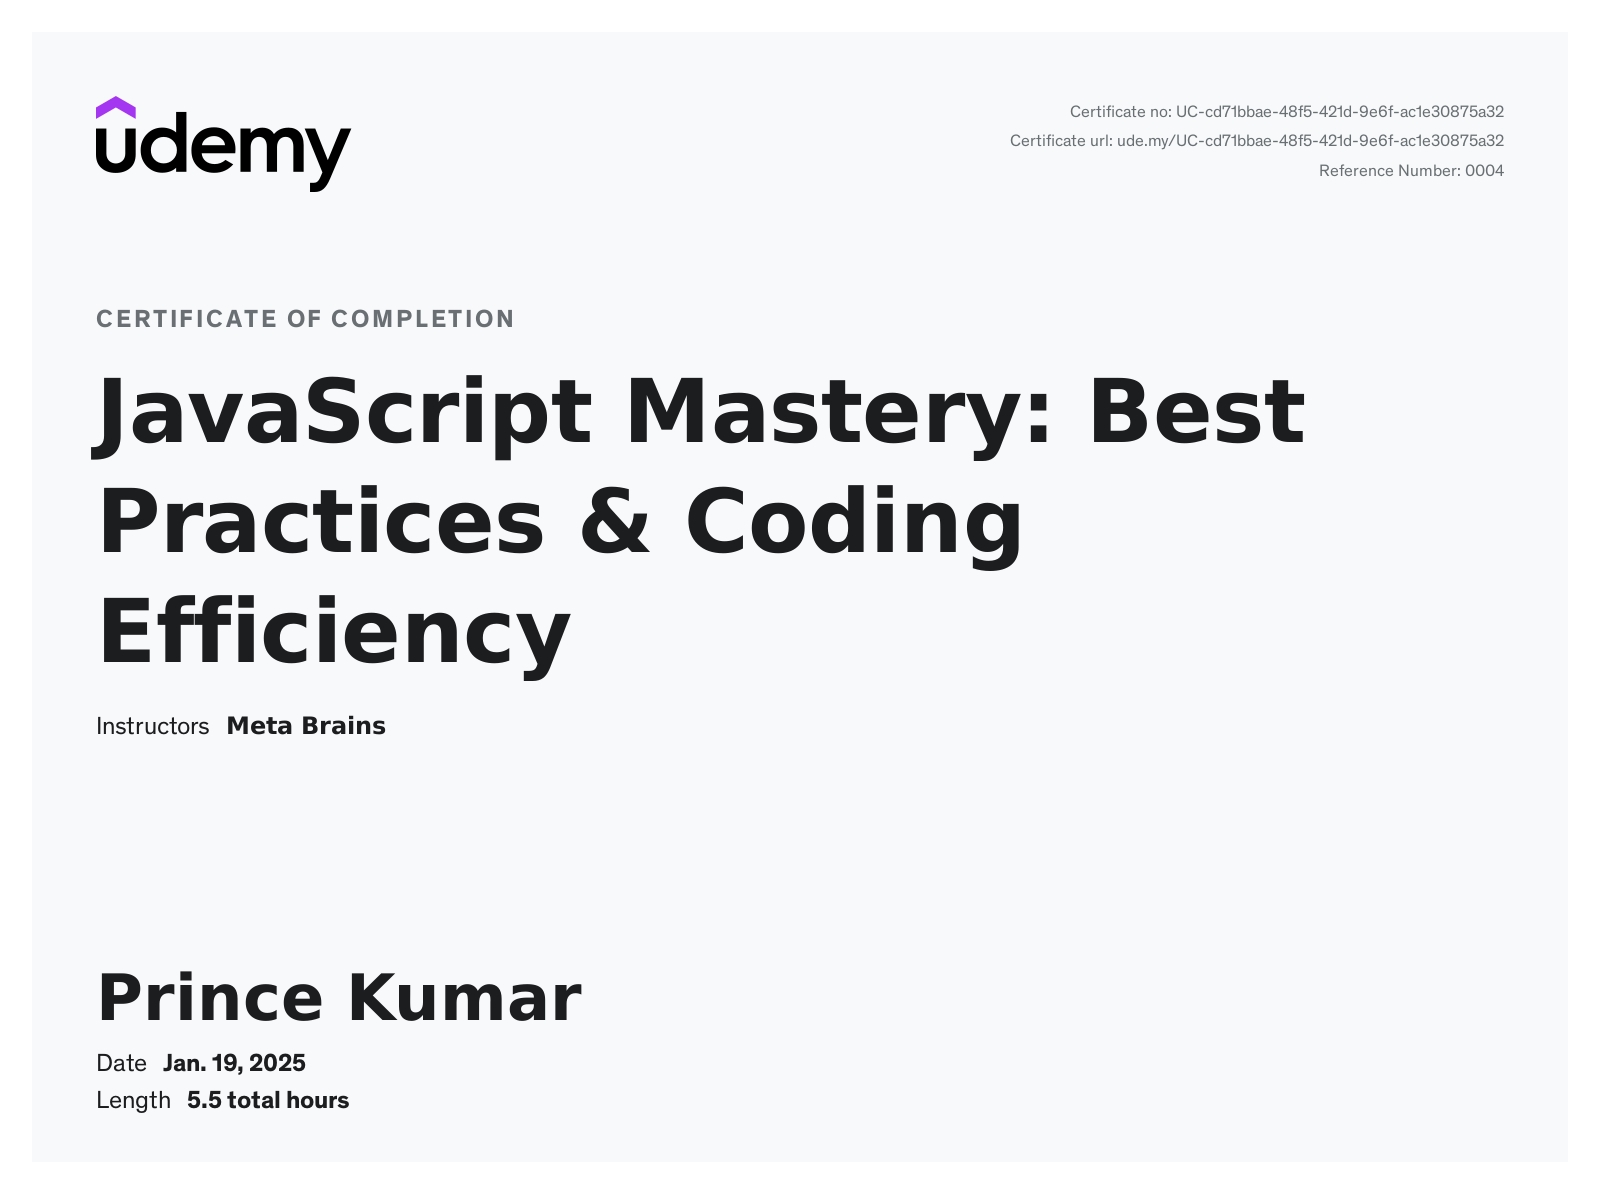 udemy
Certificate no: UC-cd71bbae-48f5-421d-9e6f-ac1e30875a32
Certificate url: ude.my/UC-cd71bbae-48f5-421d-9e6f-ac1e30875a32
Reference Number: 0004
CERTIFICATE OF COMPLETION
JavaScript Mastery: Best
Practices & Coding
Efficiency
Instructors Meta Brains
Prince Kumar
Date Jan. 19, 2025
Length 5.5 total hours